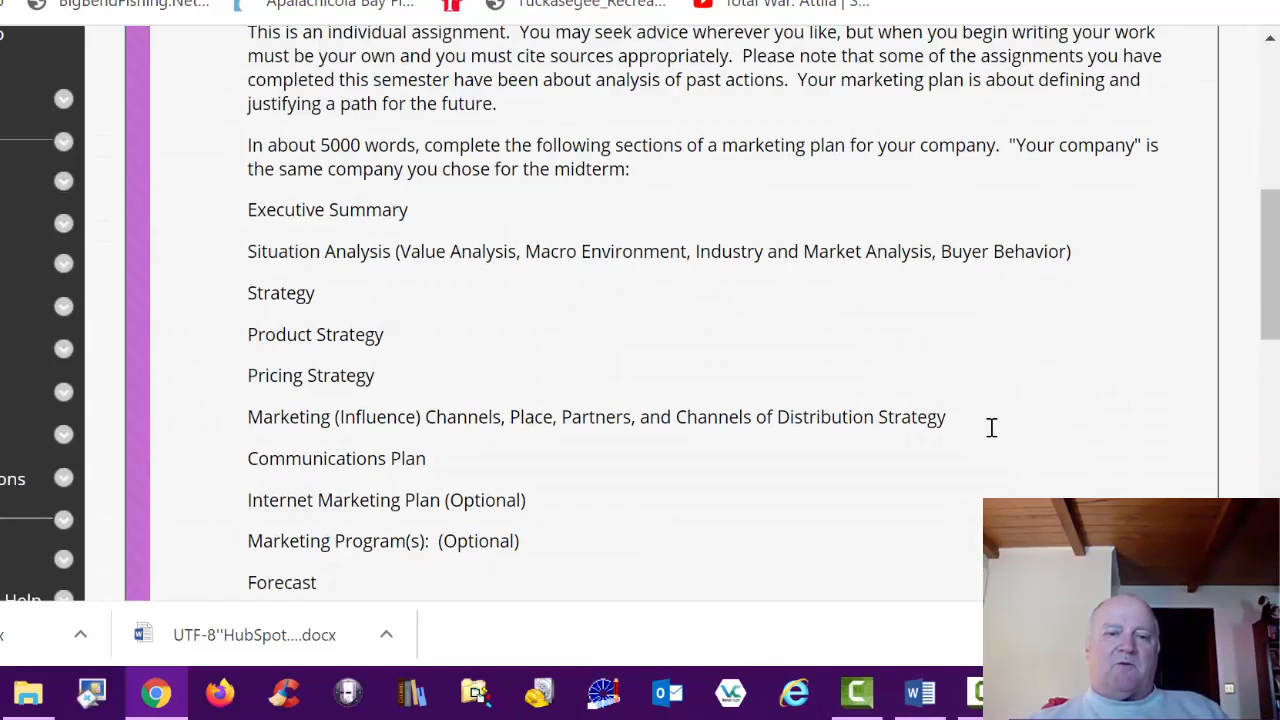 BigBendFishing.Net...
Apalachicola Bay Fi...
Tuckasegee_Recrea...
Total War: Attila | S...
This is an individual assignment.  You may seek advice wherever you like, but when you begin writing your work
must be your own and you must cite sources appropriately.  Please note that some of the assignments you have
completed this semester have been about analysis of past actions.  Your marketing plan is about defining and
justifying a path for the future.
In about 5000 words, complete the following sections of a marketing plan for your company.  "Your company" is
the same company you chose for the midterm:
Executive Summary
Situation Analysis (Value Analysis, Macro Environment, Industry and Market Analysis, Buyer Behavior)
Strategy
Product Strategy
Pricing Strategy
Marketing (Influence) Channels, Place, Partners, and Channels of Distribution Strategy
Communications Plan
ons
Internet Marketing Plan (Optional)
Marketing Program(s):  (Optional)
Forecast
Help
x
UTF-8''HubSpot....docx